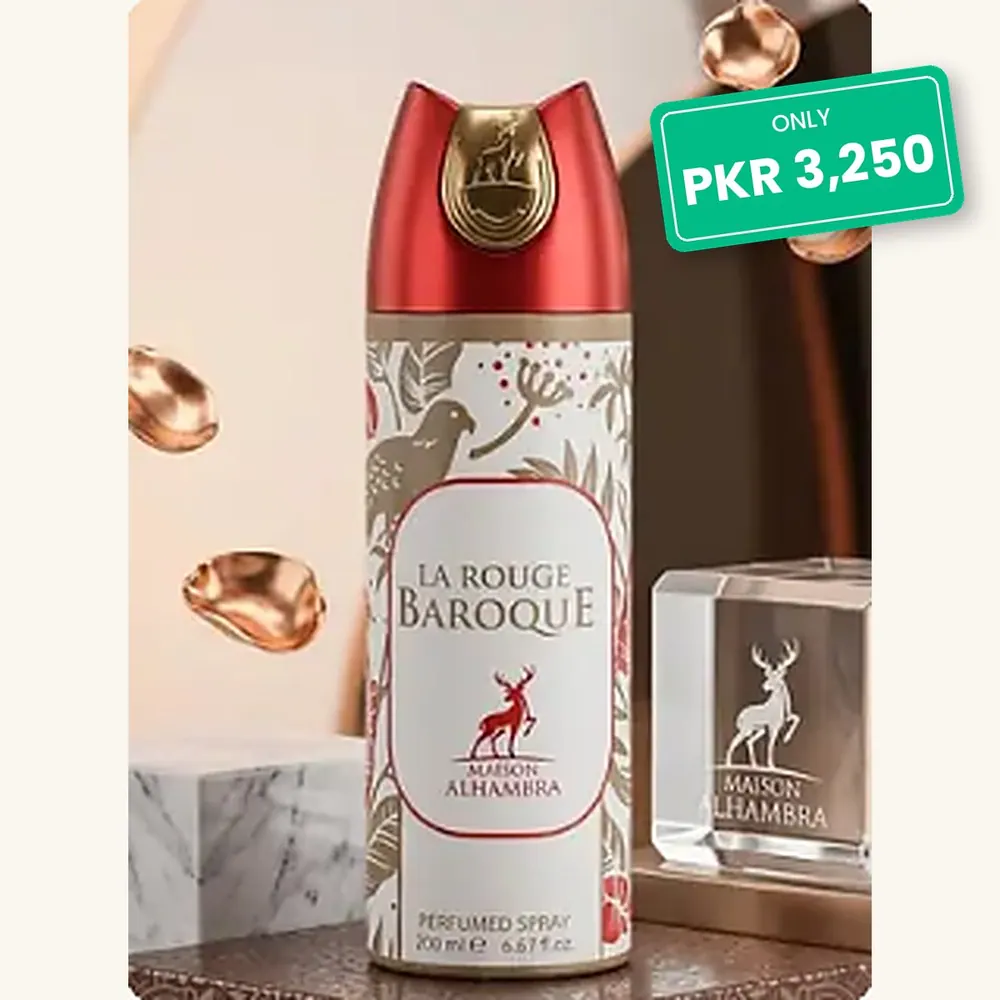 ONLY
PKR 3,250
LA ROUGE
BAROQUE
MAISON
ALHAMBRA
MAISON
ALHAMBRA
PERFUMED SPRAY
200 ml e 6.67 fl.oz.